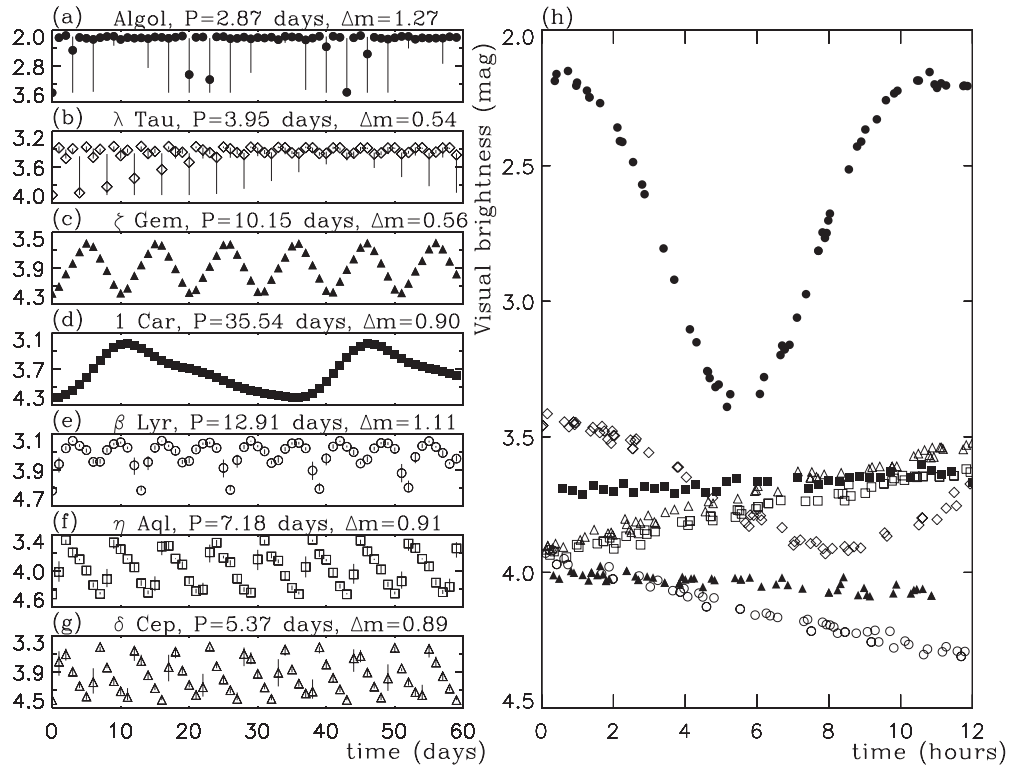 (a) Algol, P=2.87 days, Δm=1.27
2.0
2.8
3.6
(b) λ Tau, P=3.95 days, Δm=0.54
3.2
3.6
4.0
(c) ζ Gem, P=10.15 days, Δm=0.56
3.5
3.9
4.3
(d) l Car, P=35.54 days, Δm=0.90
3.1
3.7
4.3
(e) β Lyr, P=12.91 days, Δm=1.11
3.1
3.9
4.7
(f) η Aql, P=7.18 days, Δm=0.91
3.4
4.0
4.6
(g) δ Cep, P=5.37 days, Δm=0.89
3.3
3.9
4.5
0 10 20 30 40 50 60
time (days)
(h)
Visual brightness (mag)
2.0
2.5
3.0
3.5
4.0
4.5
0 2 4 6 8 10 12
time (hours)